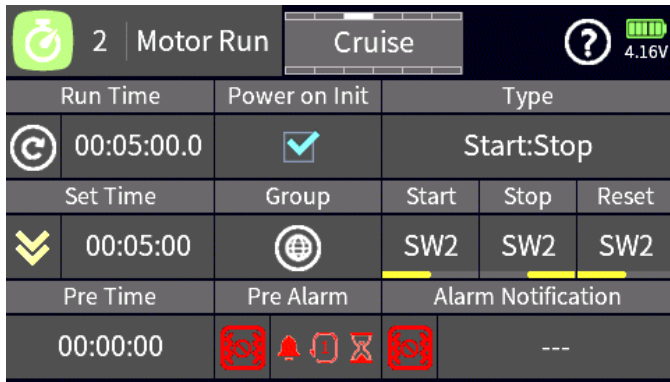 2 Motor Run Cruise ? 4.16V
Run Time Power on Init Type
C 00:05:00.0 Start:Stop
Set Time Group Start Stop Reset
00:05:00 SW2 SW2 SW2
Pre Time Pre Alarm Alarm Notification
00:00:00 1 ---